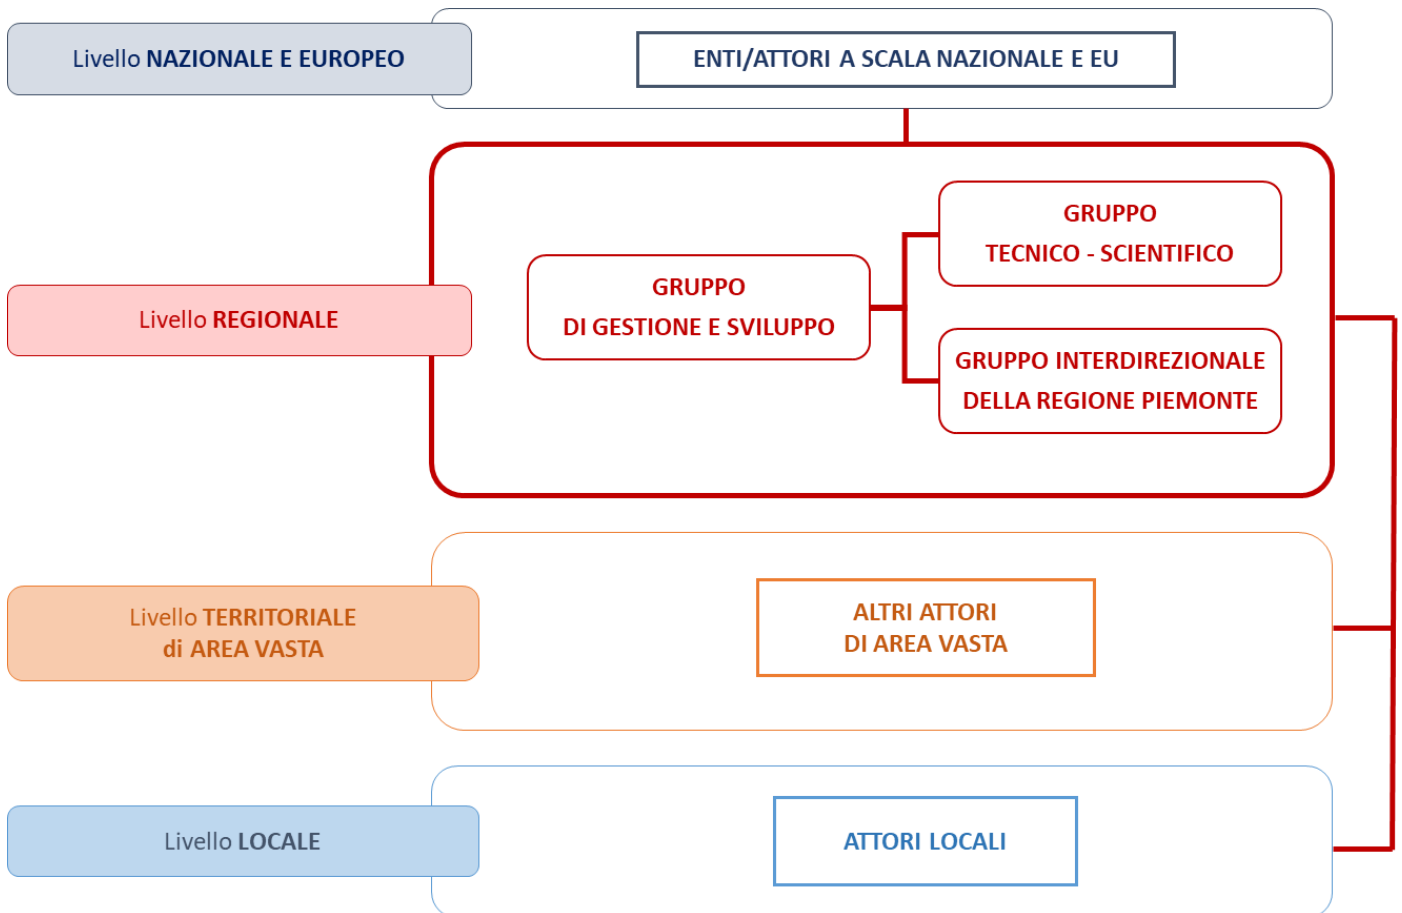 Livello NAZIONALE E EUROPEO
ENTI/ATTORI A SCALA NAZIONALE E EU
Livello REGIONALE
GRUPPO
DI GESTIONE E SVILUPPO
GRUPPO
TECNICO - SCIENTIFICO
GRUPPO INTERDIREZIONALE
DELLA REGIONE PIEMONTE
Livello TERRITORIALE
di AREA VASTA
ALTRI ATTORI
DI AREA VASTA
Livello LOCALE
ATTORI LOCALI